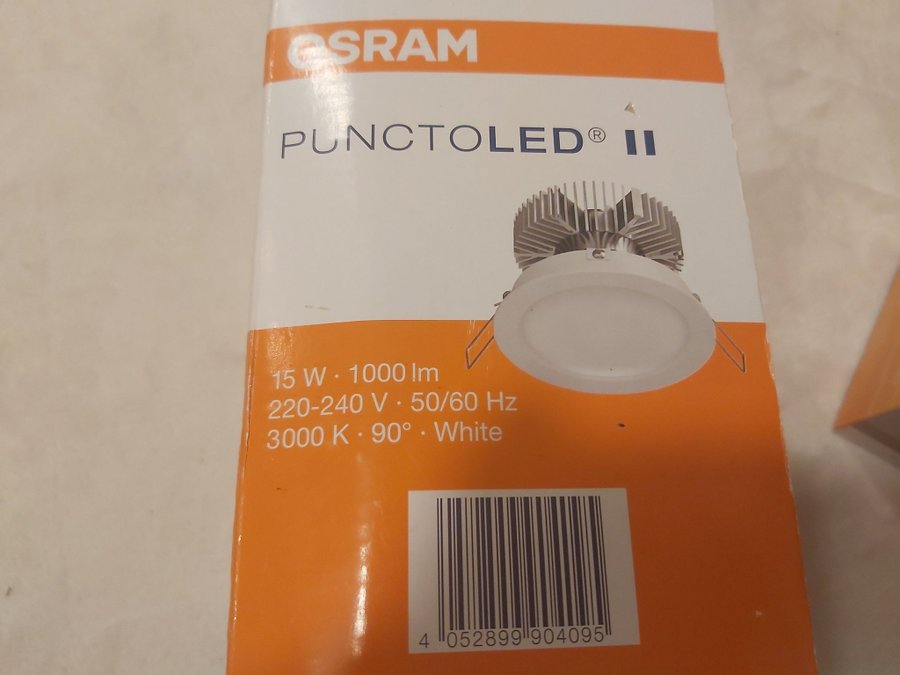 OSRAM
PUNCTOLED® II
15 W · 1000 lm
220-240 V · 50/60 Hz
3000 K · 90° · White
4 052899 904095